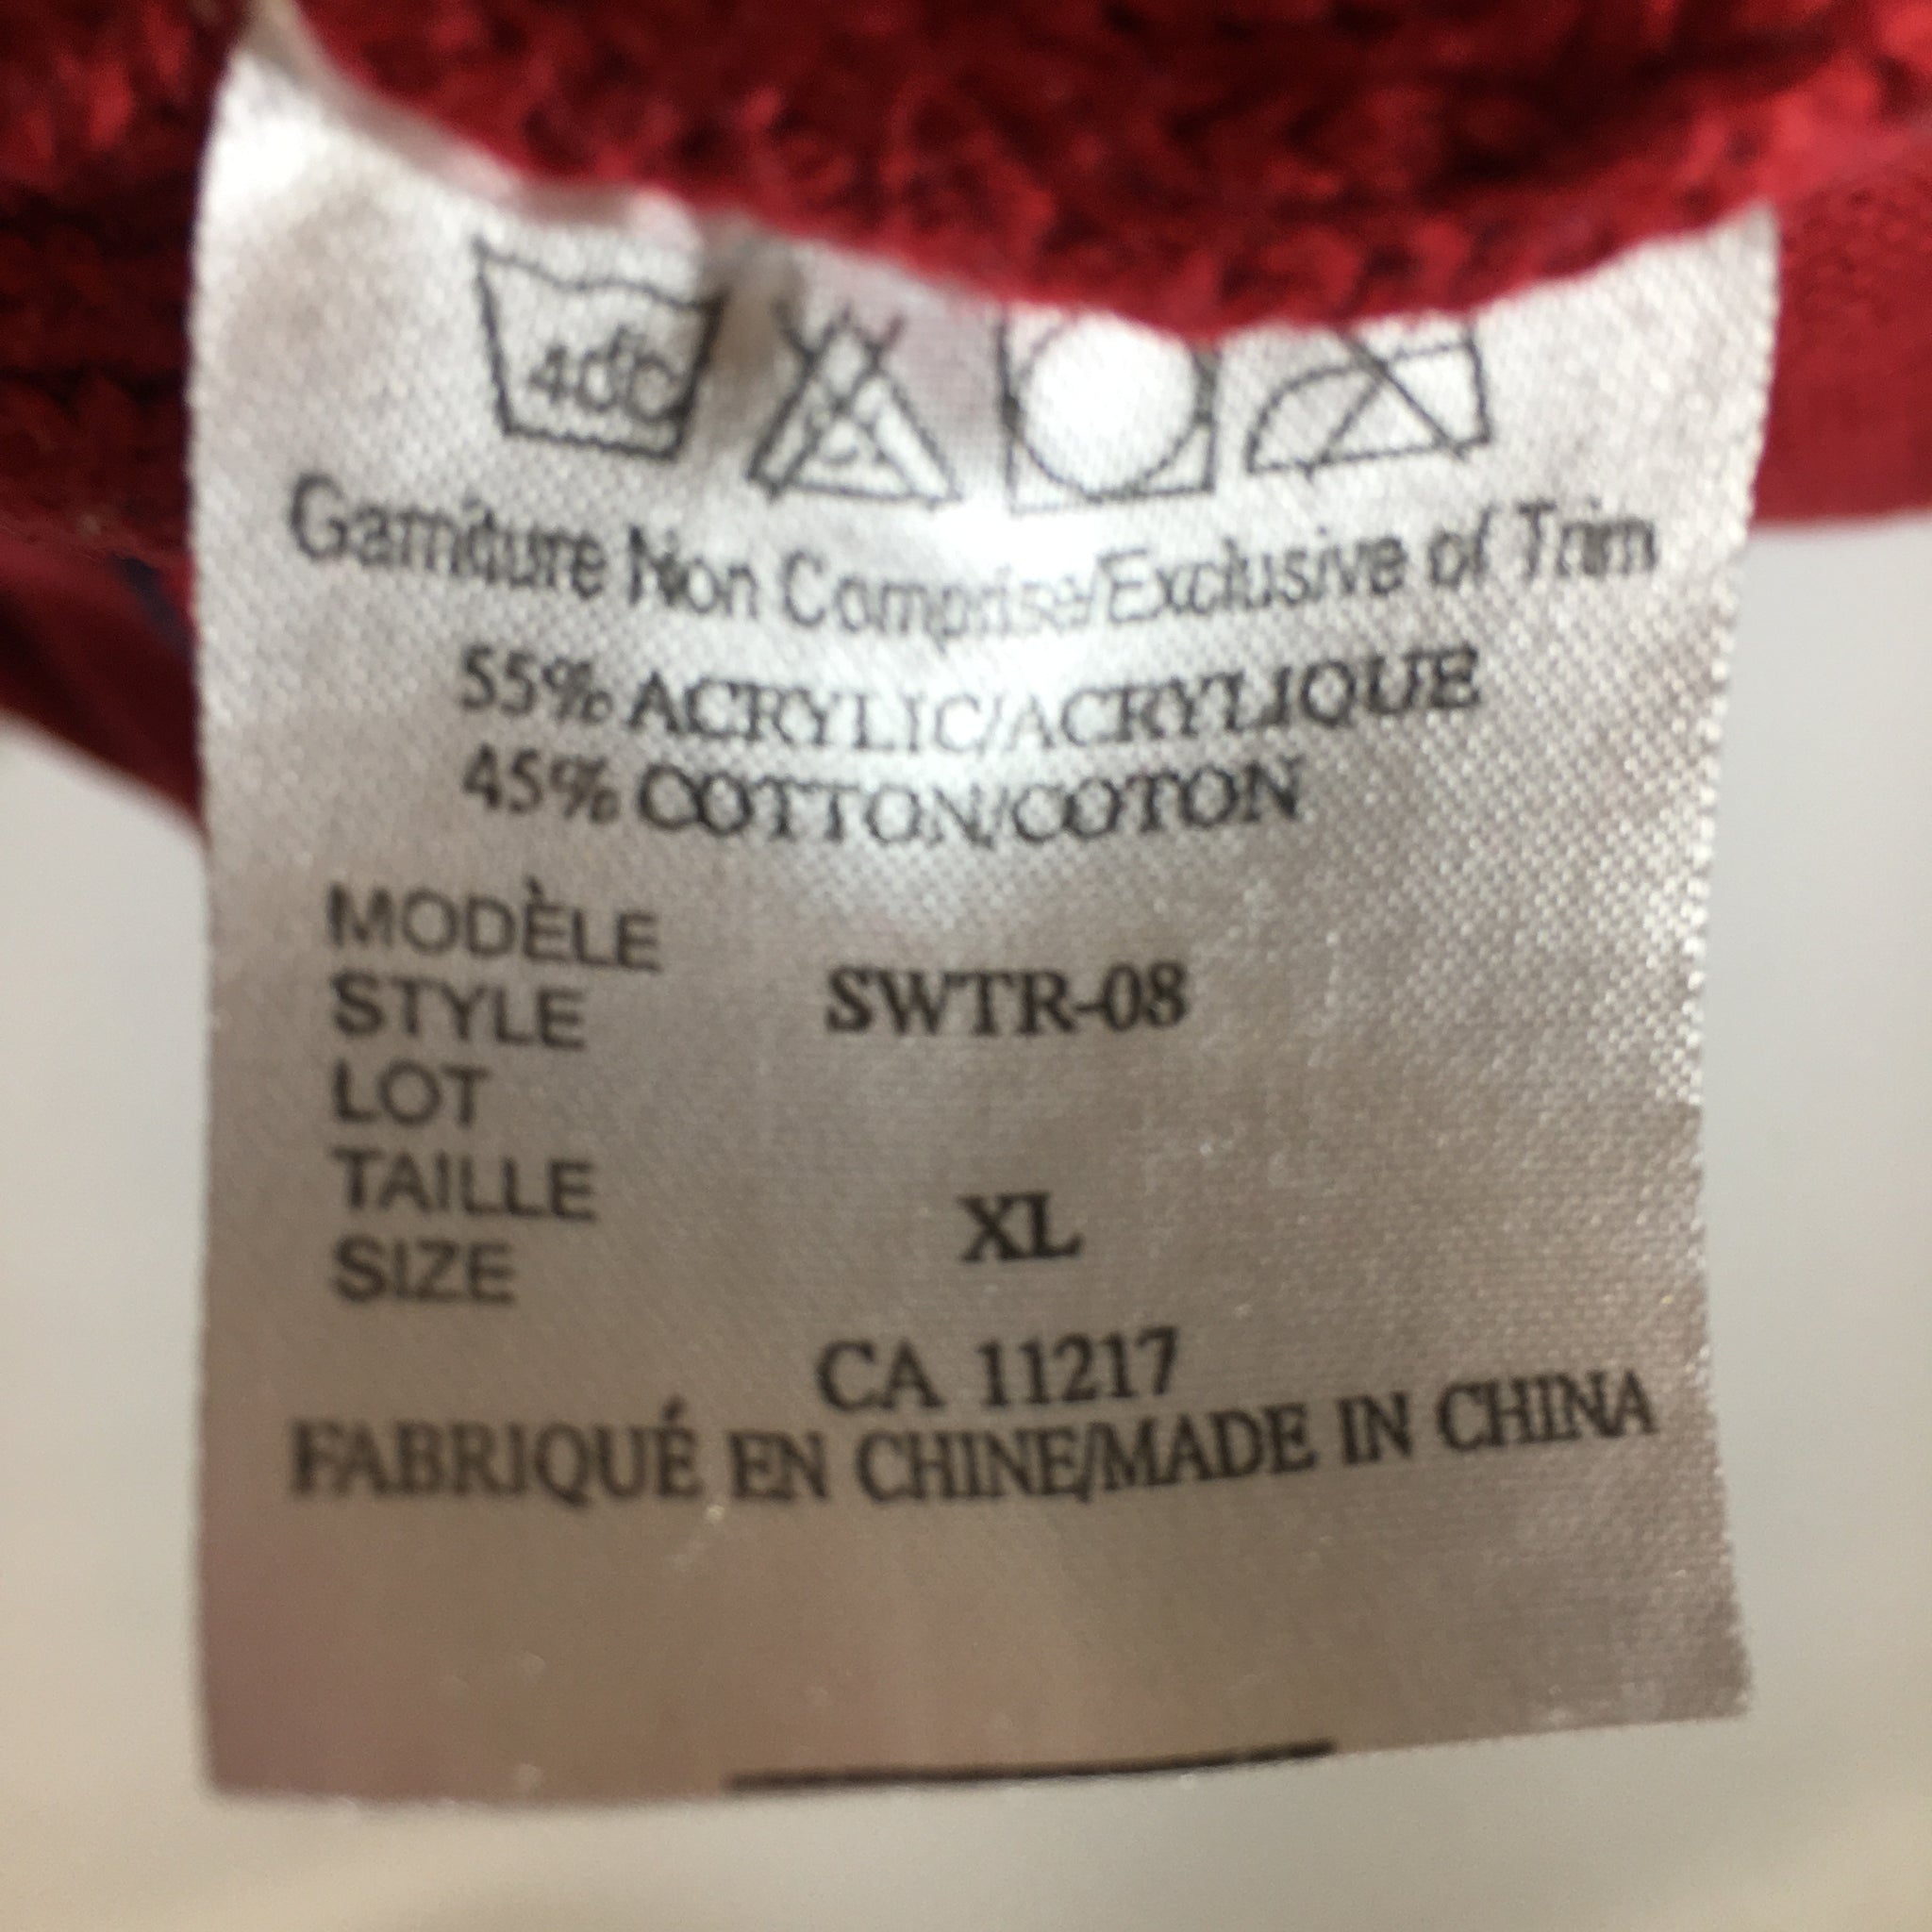 40°C
Garniture Non Comprise/Exclusive of Trim
55% ACRYLIC/ACRYLIQUE
45% COTTON/COTON
MODÈLE
STYLE SWTR-08
LOT
TAILLE
SIZE XL
CA 11217
FABRIQUÉ EN CHINE/MADE IN CHINA